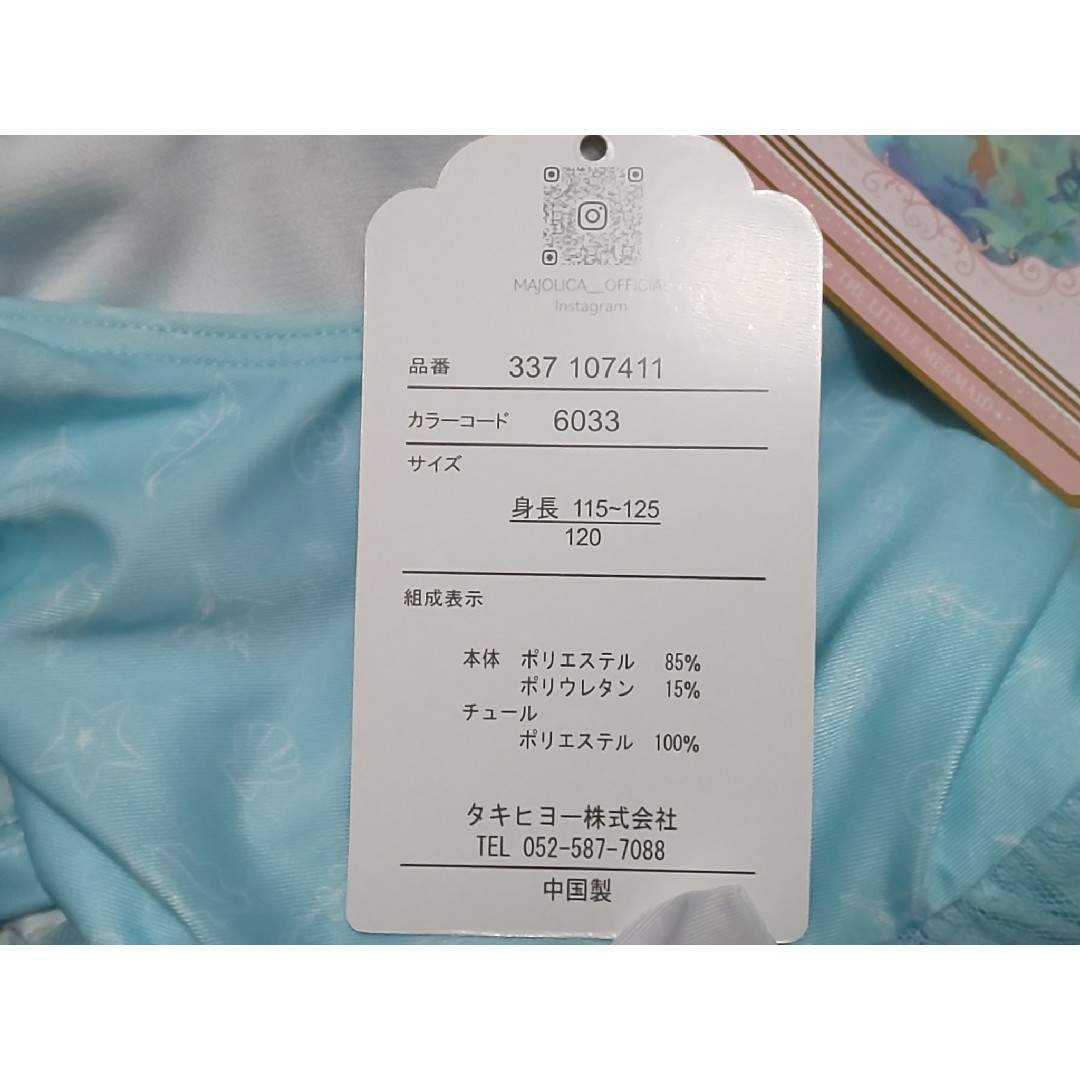 MAJOLICA__OFFICIAL
Instagram
THE LITTLE MERMAID
品番 337 107411
カラーコード 6033
サイズ
身長 115~125
120
組成表示
本体 ポリエステル 85%
ポリウレタン 15%
チュール
ポリエステル 100%
タキヒヨー株式会社
TEL 052-587-7088
中国製